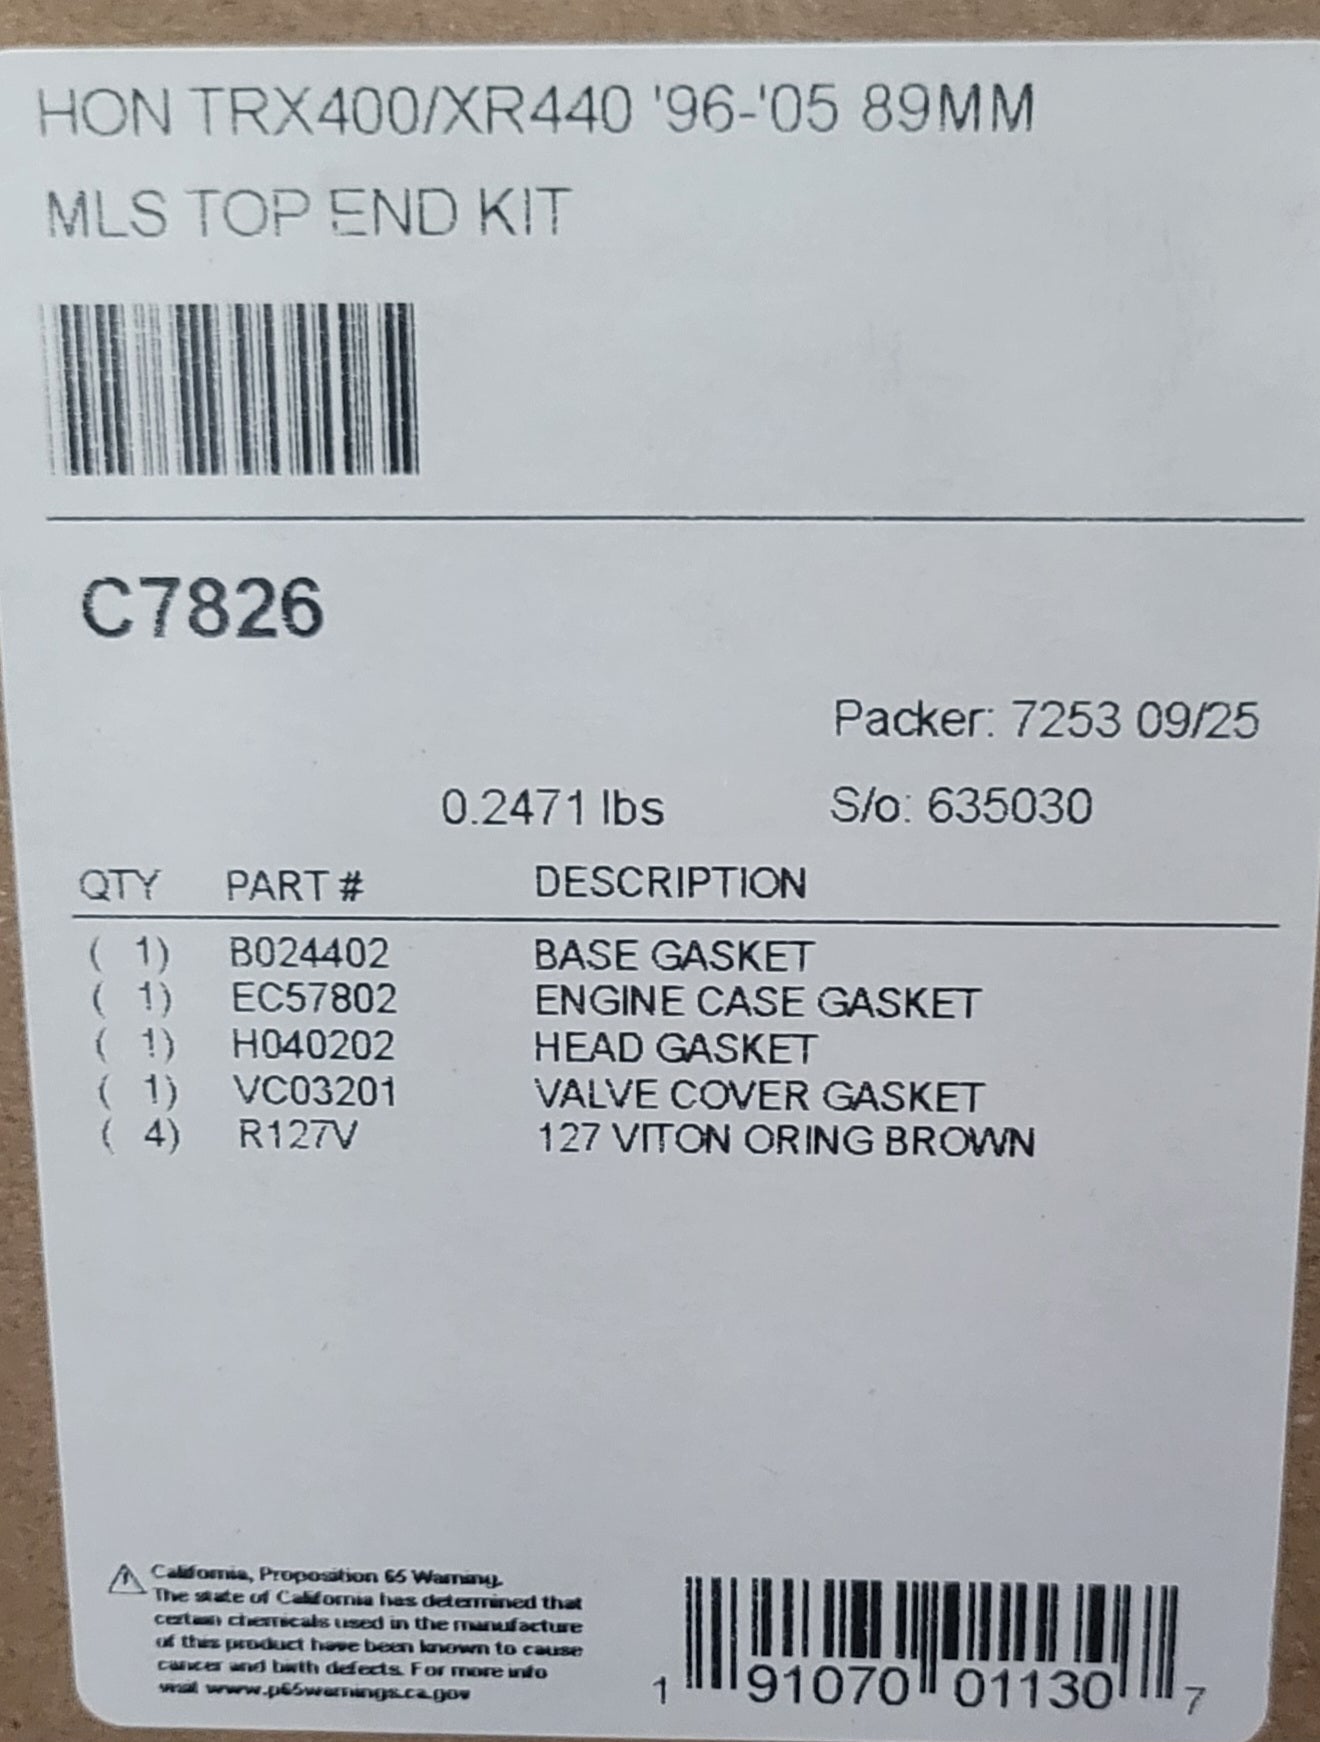 HON TRX400/XR440 '96-'05 89MM
MLS TOP END KIT
C7826
Packer: 7253 09/25
0.2471 lbs S/o: 635030
QTY PART # DESCRIPTION
( 1) B024402 BASE GASKET
( 1) EC57802 ENGINE CASE GASKET
( 1) H040202 HEAD GASKET
( 1) VC03201 VALVE COVER GASKET
( 4) R127V 127 VITON ORING BROWN
California, Proposition 65 Warning.
The state of California has determined that
certain chemicals used in the manufacture
of this product have been known to cause
cancer and birth defects. For more info
visit www.p65warnings.ca.gov
1 91070 01130 7